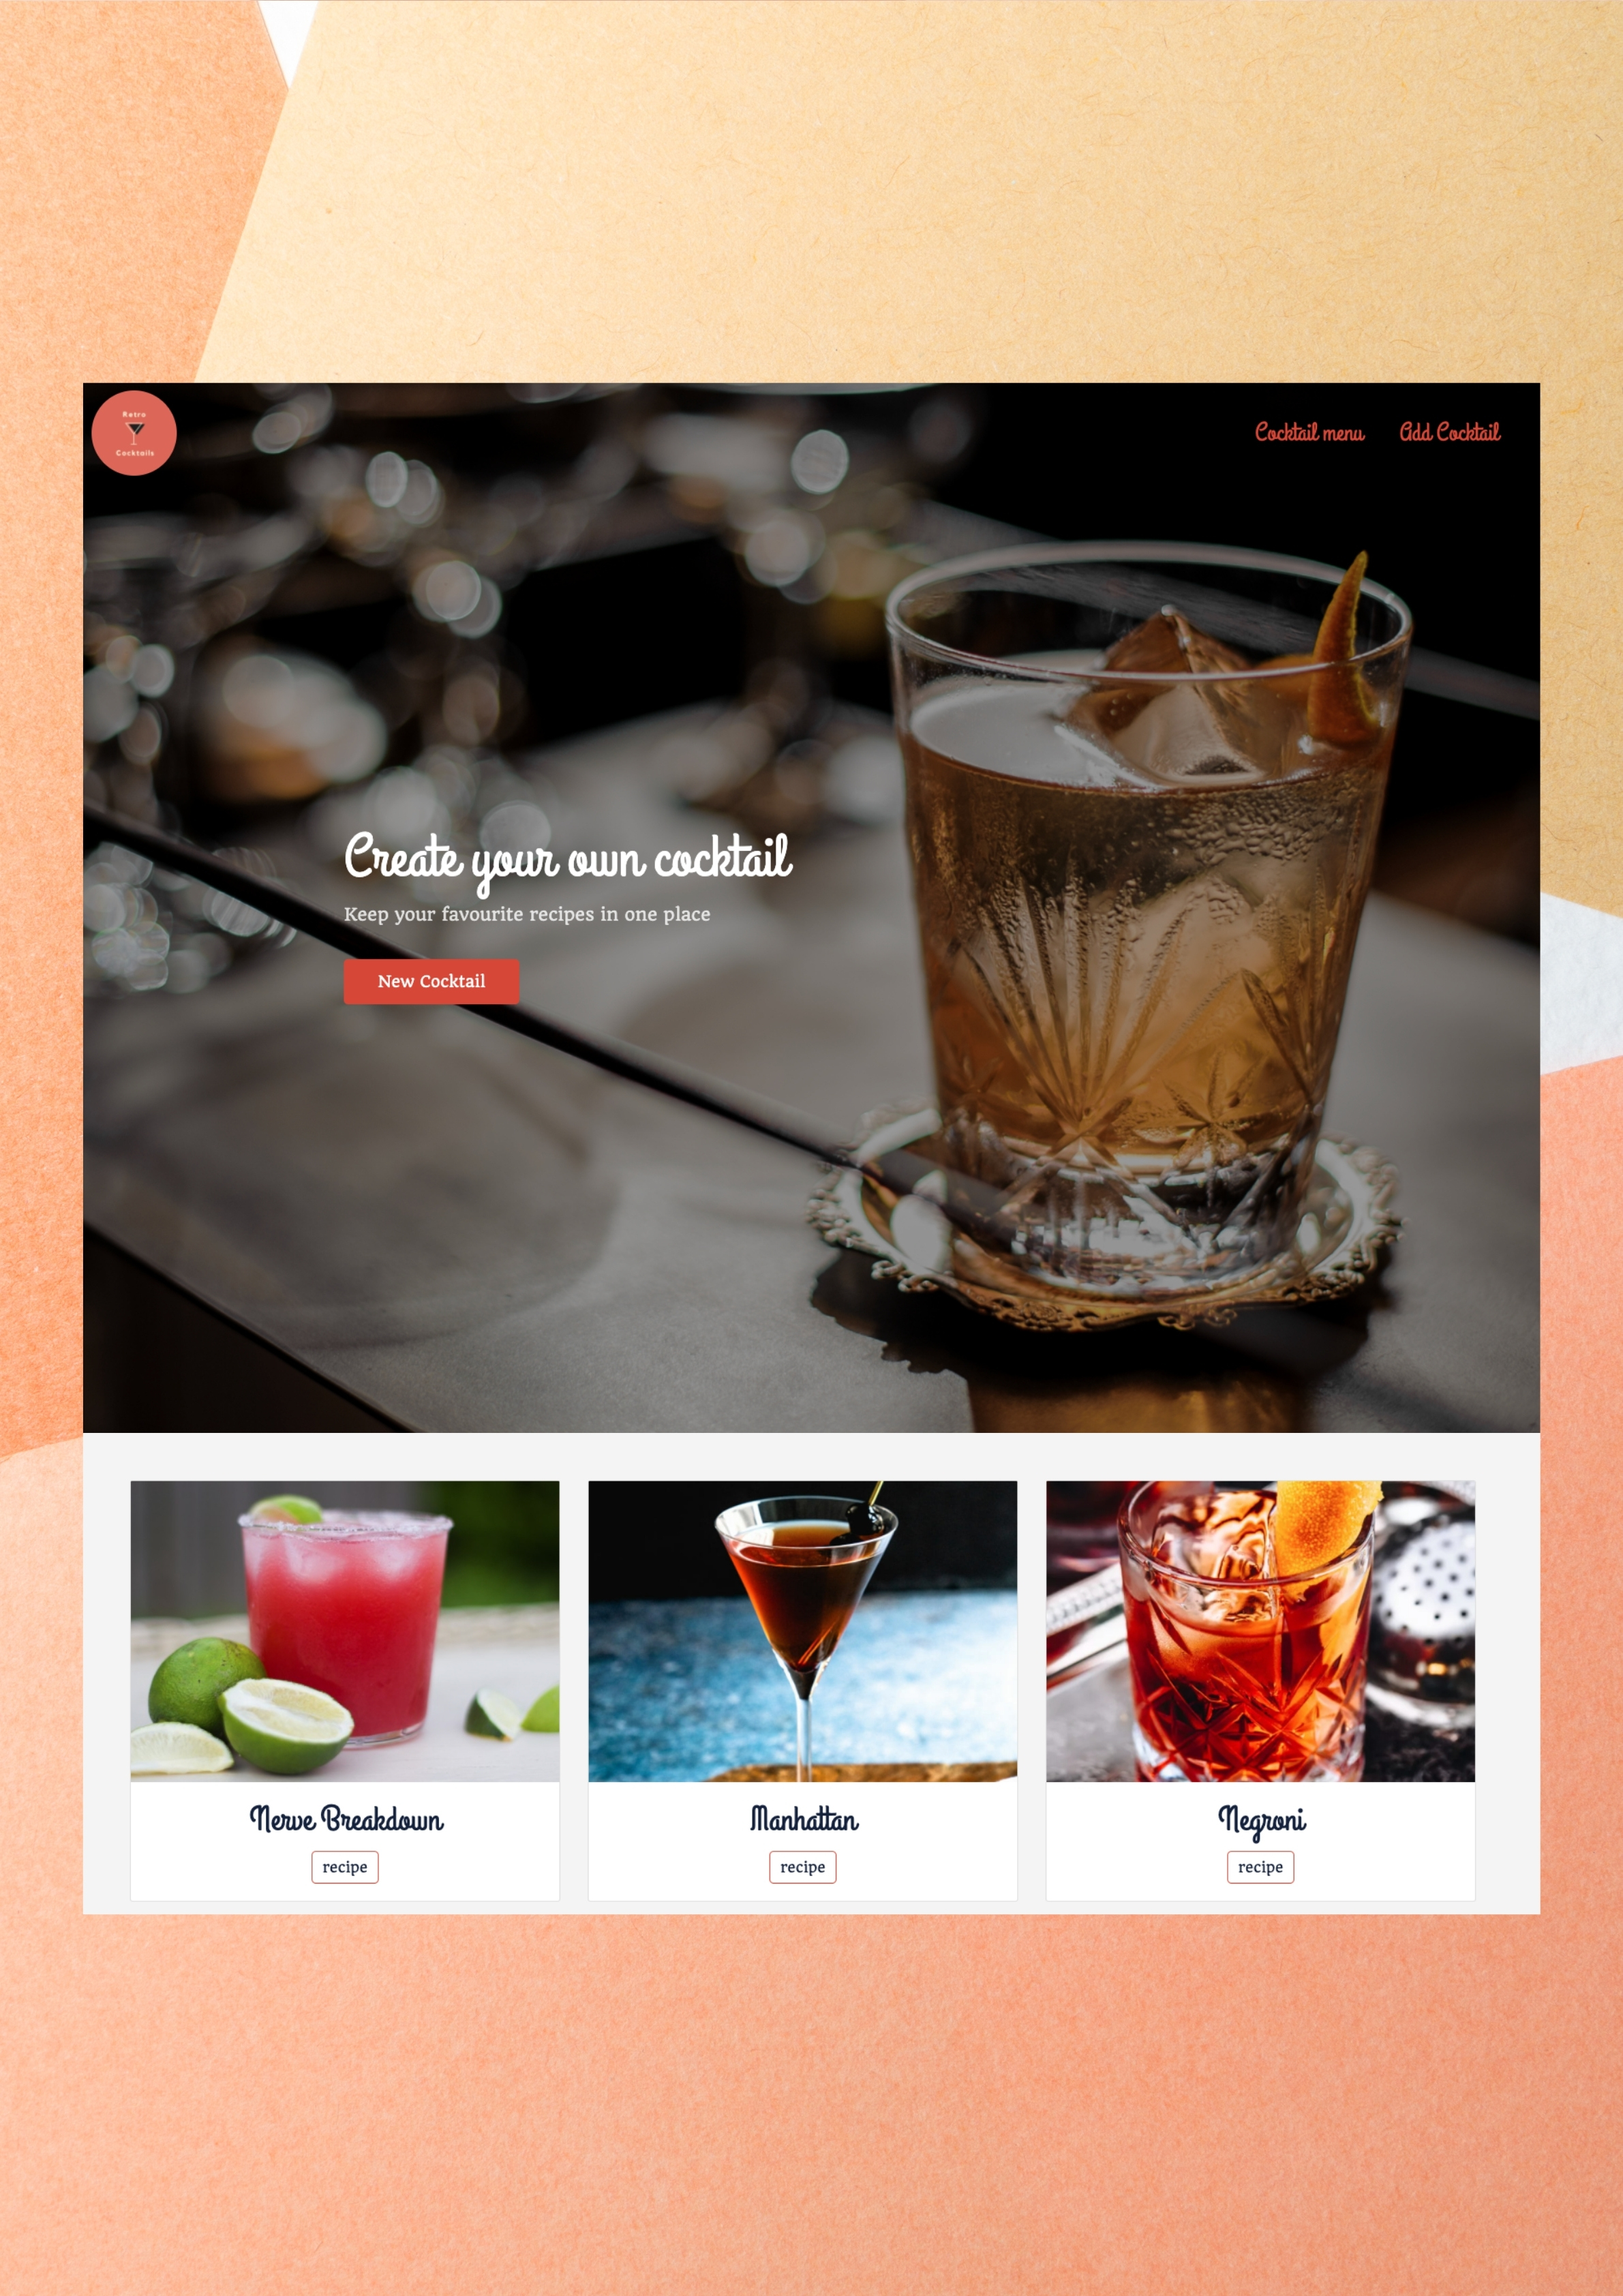 Retro
Cocktails
Cocktail menu
Add Cocktail
Create your own cocktail
Keep your favourite recipes in one place
New Cocktail
Nerve Breakdown
Manhattan
Negroni
recipe
recipe
recipe